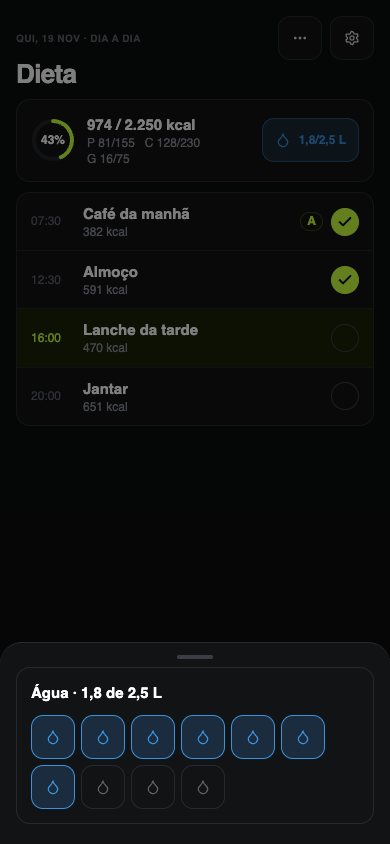 QUI, 19 NOV · DIA A DIA
Dieta
43%
974 / 2.250 kcal
P 81/155 C 128/230
G 16/75
1,8/2,5 L
07:30
Café da manhã
382 kcal
A
12:30
Almoço
591 kcal
16:00
Lanche da tarde
470 kcal
20:00
Jantar
651 kcal
Água · 1,8 de 2,5 L